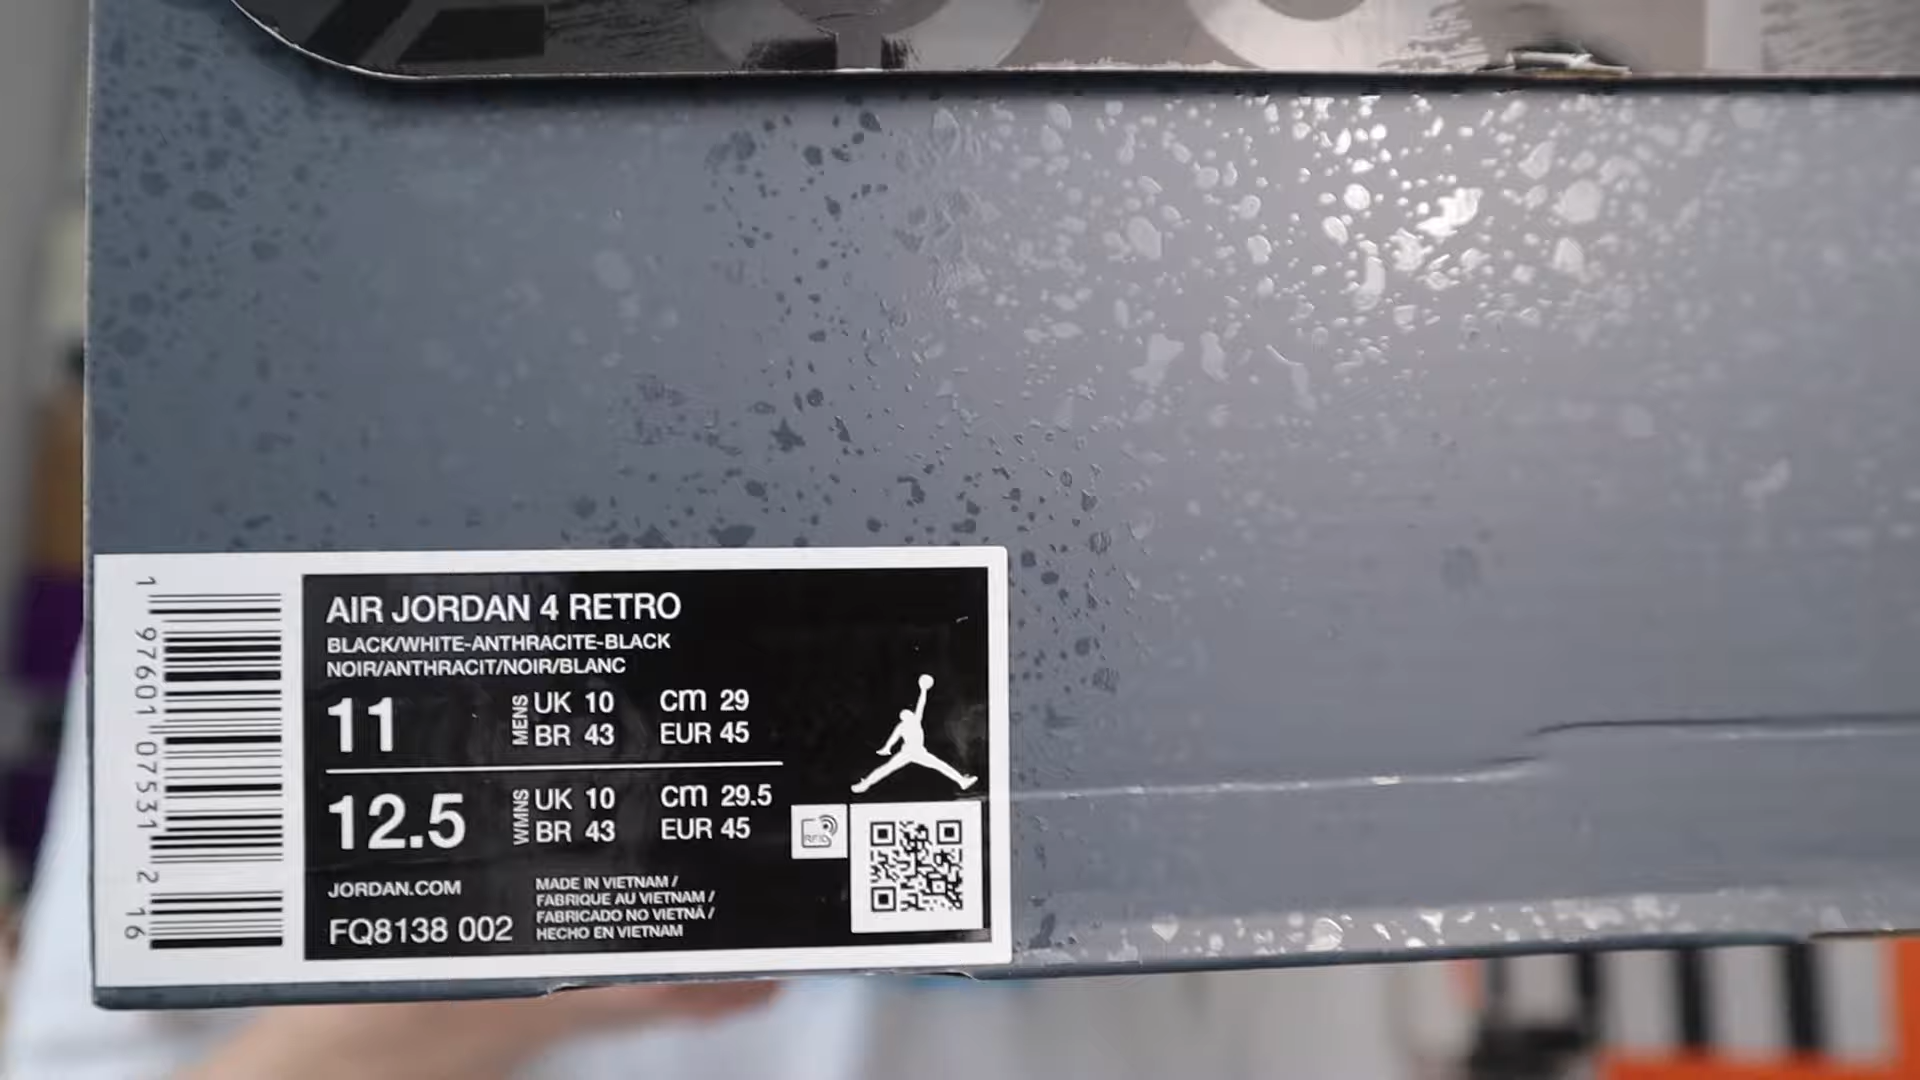 1 97601 07531 2 16
AIR JORDAN 4 RETRO
BLACK/WHITE-ANTHRACITE-BLACK
NOIR/ANTHRACIT/NOIR/BLANC
11 MENS UK 10 cm 29
BR 43 EUR 45
12.5 WMNS UK 10 cm 29.5
BR 43 EUR 45
RFID
JORDAN.COM
FQ8138 002
MADE IN VIETNAM /
FABRIQUE AU VIETNAM /
FABRICADO NO VIETNÃ /
HECHO EN VIETNAM